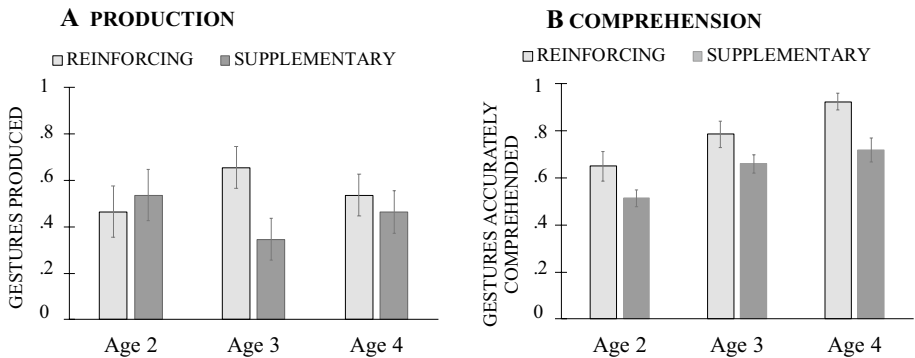 A PRODUCTION
REINFORCING SUPPLEMENTARY
GESTURES PRODUCED
1
.8
.6
.4
.2
0
Age 2 Age 3 Age 4
B COMPREHENSION
REINFORCING SUPPLEMENTARY
GESTURES ACCURATELY
COMPREHENDED
1
.8
.6
.4
.2
0
Age 2 Age 3 Age 4